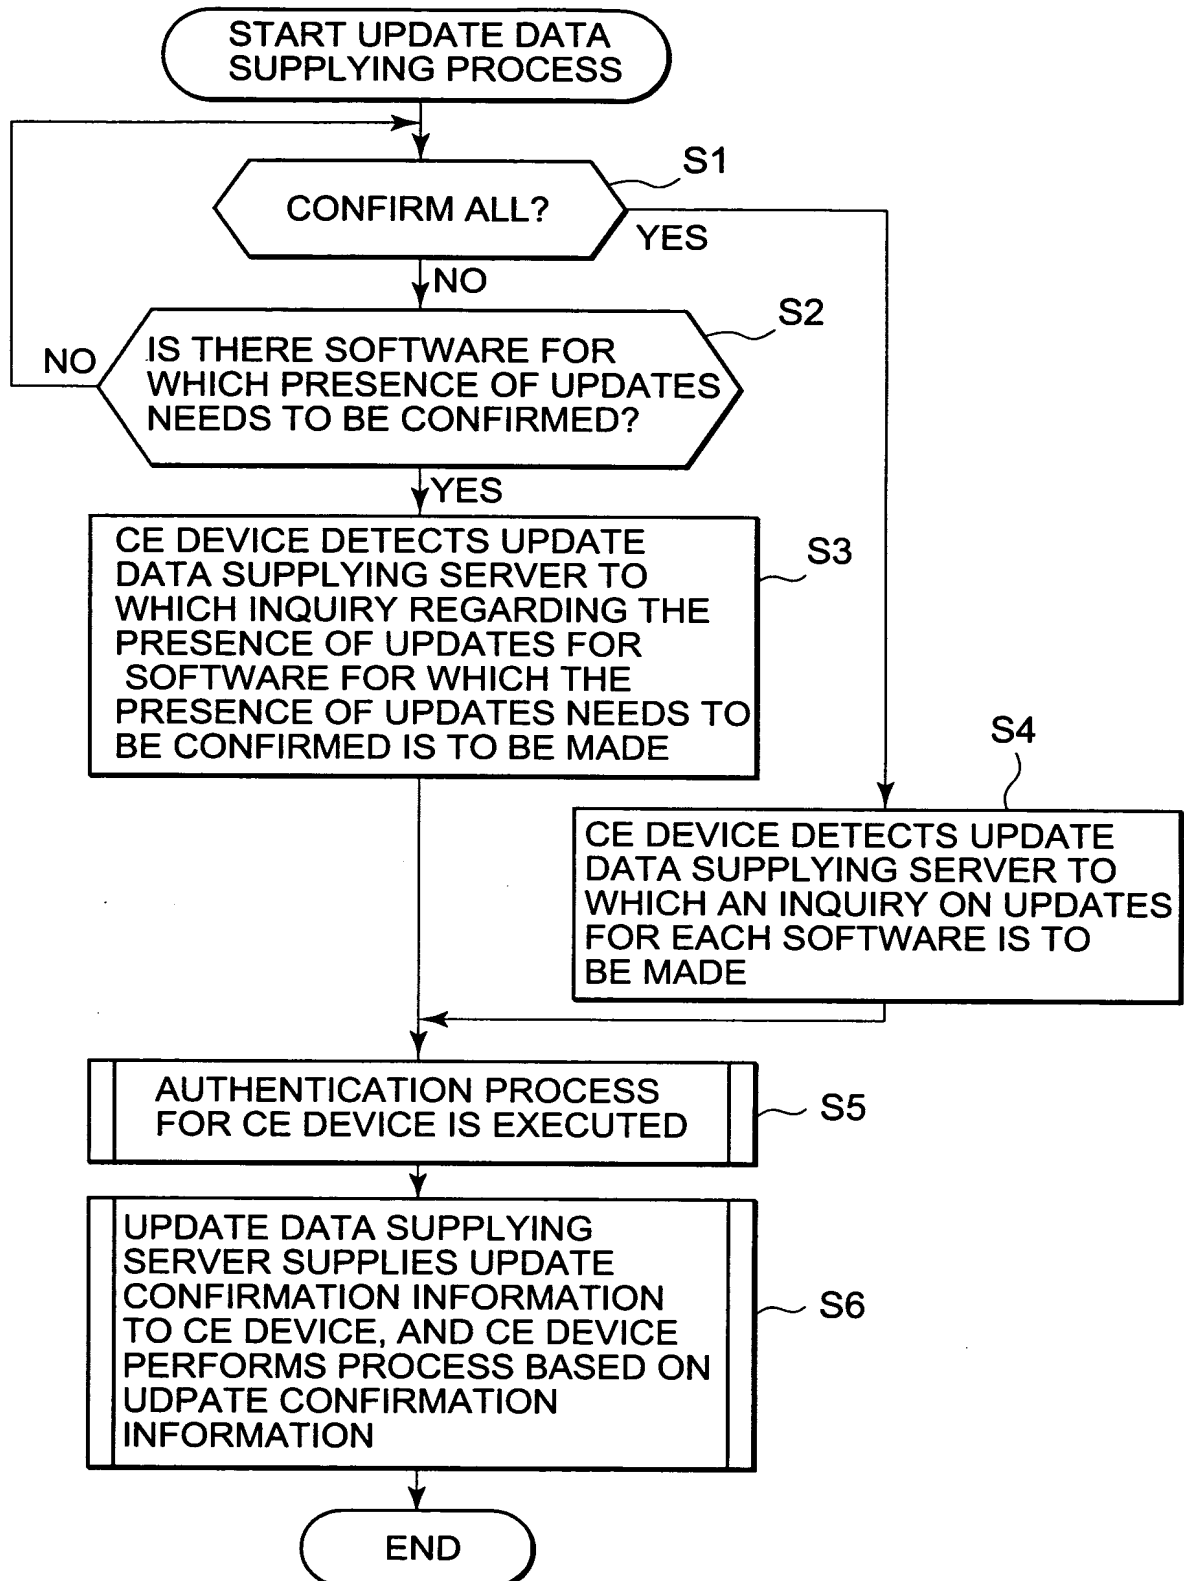 START UPDATE DATA
SUPPLYING PROCESS
S1
CONFIRM ALL?
YES
NO
S2
IS THERE SOFTWARE FOR
WHICH PRESENCE OF UPDATES
NEEDS TO BE CONFIRMED?
NO
YES
S3
CE DEVICE DETECTS UPDATE
DATA SUPPLYING SERVER TO
WHICH INQUIRY REGARDING THE
PRESENCE OF UPDATES FOR
SOFTWARE FOR WHICH THE
PRESENCE OF UPDATES NEEDS TO
BE CONFIRMED IS TO BE MADE
S4
CE DEVICE DETECTS UPDATE
DATA SUPPLYING SERVER TO
WHICH AN INQUIRY ON UPDATES
FOR EACH SOFTWARE IS TO
BE MADE
AUTHENTICATION PROCESS
FOR CE DEVICE IS EXECUTED
S5
UPDATE DATA SUPPLYING
SERVER SUPPLIES UPDATE
CONFIRMATION INFORMATION
TO CE DEVICE, AND CE DEVICE
PERFORMS PROCESS BASED ON
UDPATE CONFIRMATION
INFORMATION
S6
END